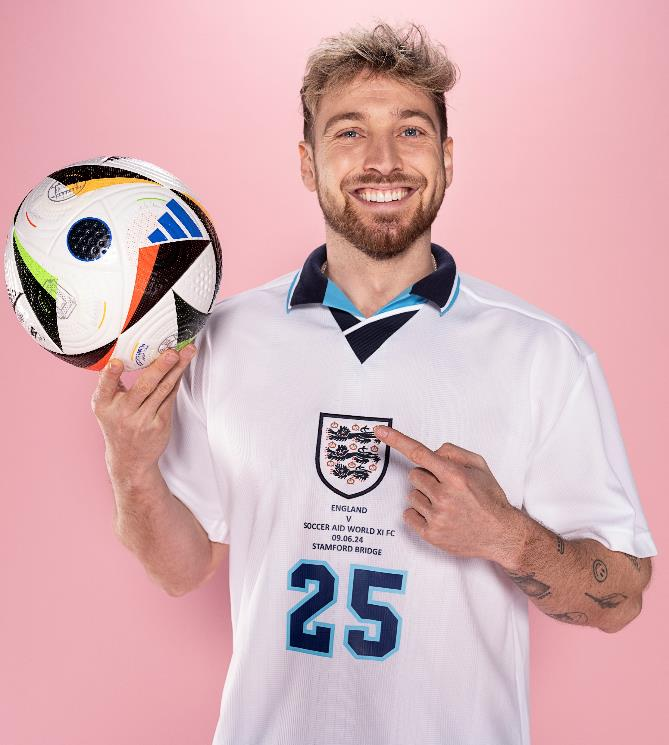 ENGLAND
V
SOCCER AID WORLD XI FC
09.06.24
STAMFORD BRIDGE
25